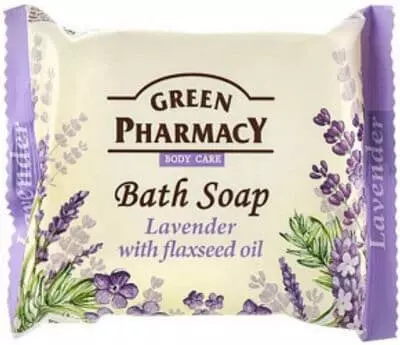 GREEN
PHARMACY
BODY CARE
Bath Soap
Lavender
with flaxseed oil
Lavender
Lavender